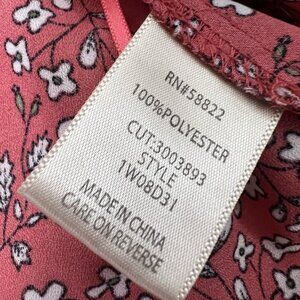 RN#58822
100%POLYESTER
CUT:3003893
STYLE
1W08D31
MADE IN CHINA
CARE ON REVERSE